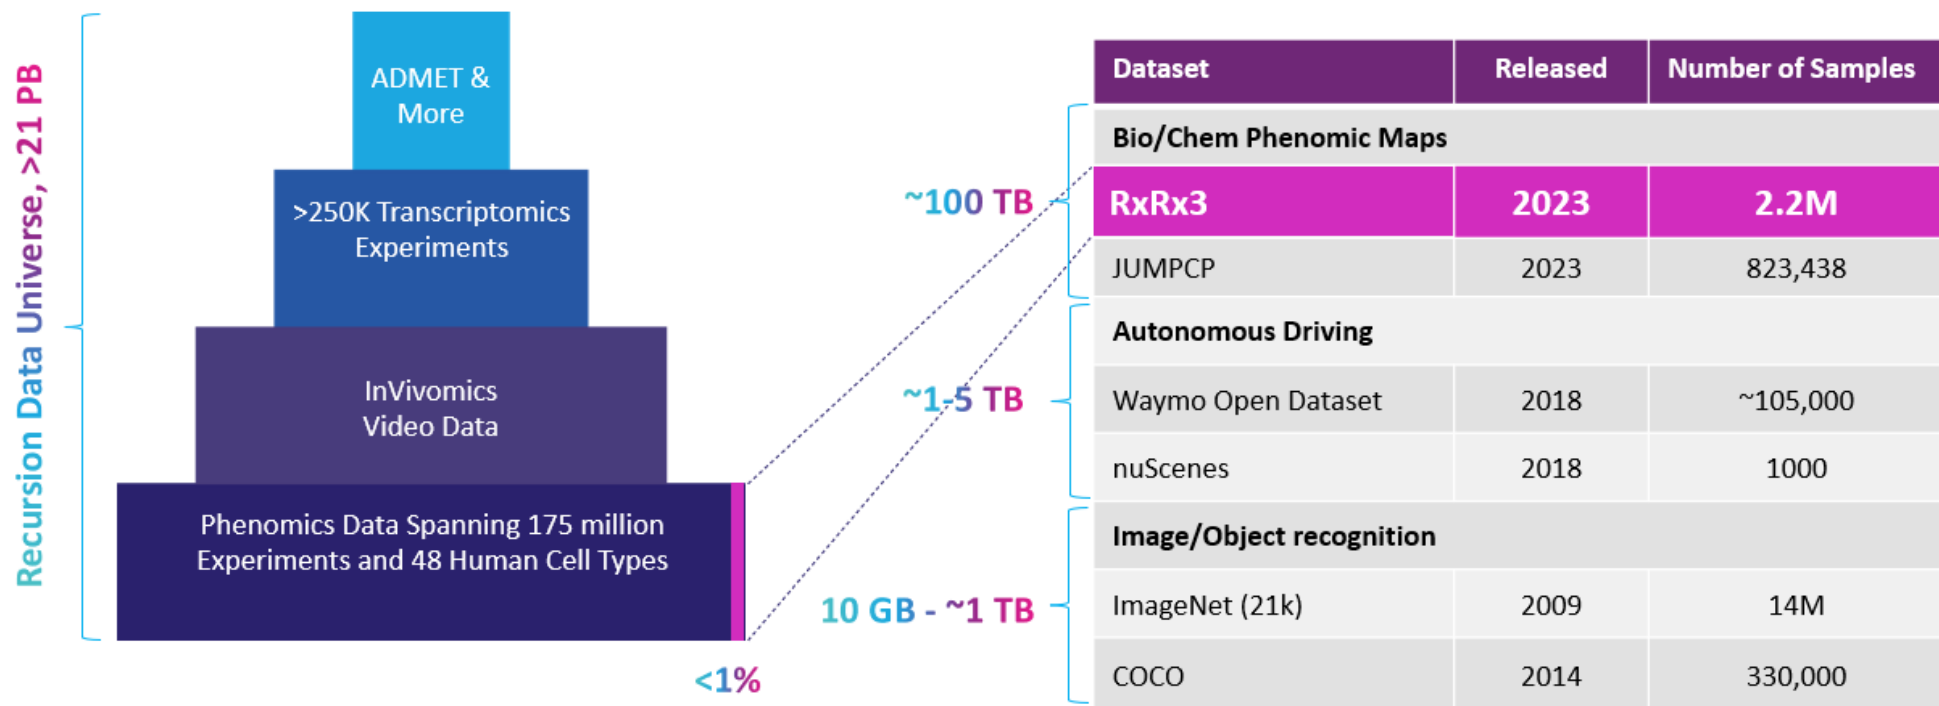 Recursion Data Universe, >21 PB
ADMET &
More
>250K Transcriptomics
Experiments
InVivomics
Video Data
Phenomics Data Spanning 175 million
Experiments and 48 Human Cell Types
<1%
~100 TB
~1-5 TB
10 GB - ~1 TB
Dataset Released Number of Samples
Bio/Chem Phenomic Maps
RxRx3 2023 2.2M
JUMPCP 2023 823,438
Autonomous Driving
Waymo Open Dataset 2018 ~105,000
nuScenes 2018 1000
Image/Object recognition
ImageNet (21k) 2009 14M
COCO 2014 330,000